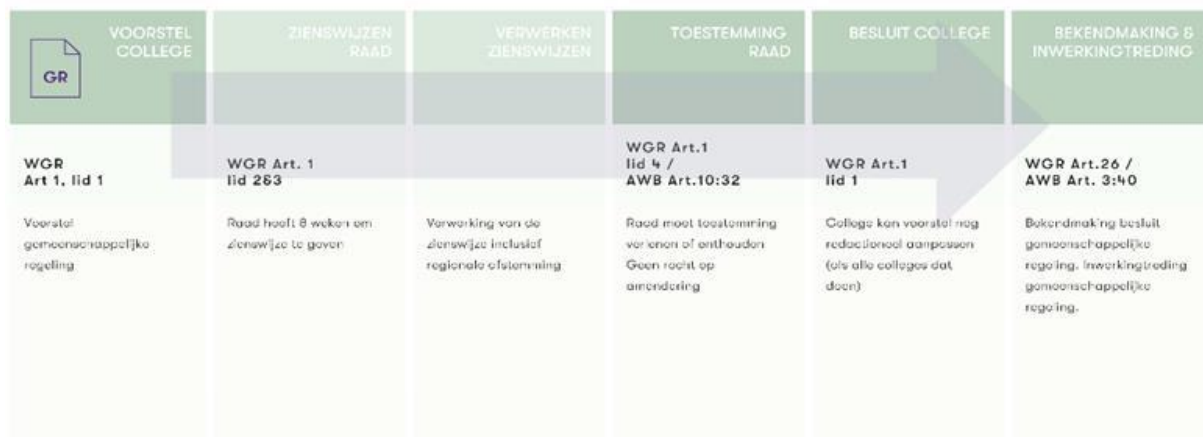 VOORSTEL
COLLEGE
GR
WGR
Art 1, lid 1
Voorstel
gemeenschappelijke
regeling
ZIENSWIJZEN
RAAD
WGR Art. 1
lid 2&3
Raad heeft 8 weken om
zienswijze te geven
VERWERKEN
ZIENSWIJZEN
Verwerking van de
zienswijze inclusief
regionale afstemming
TOESTEMMING
RAAD
WGR Art.1
lid 4 /
AWB Art.10:32
Raad moet toestemming
verlenen of onthouden
Geen recht op
amendering
BESLUIT COLLEGE
WGR Art.1
lid 1
College kan voorstel nog
redactioneel aanpassen
(als alle colleges dat
doen)
BEKENDMAKING &
INWERKINGTREDING
WGR Art.26 /
AWB Art. 3:40
Bekendmaking besluit
gemeenschappelijke
regeling. Inwerkingtreding
gemeenschappelijke
regeling.